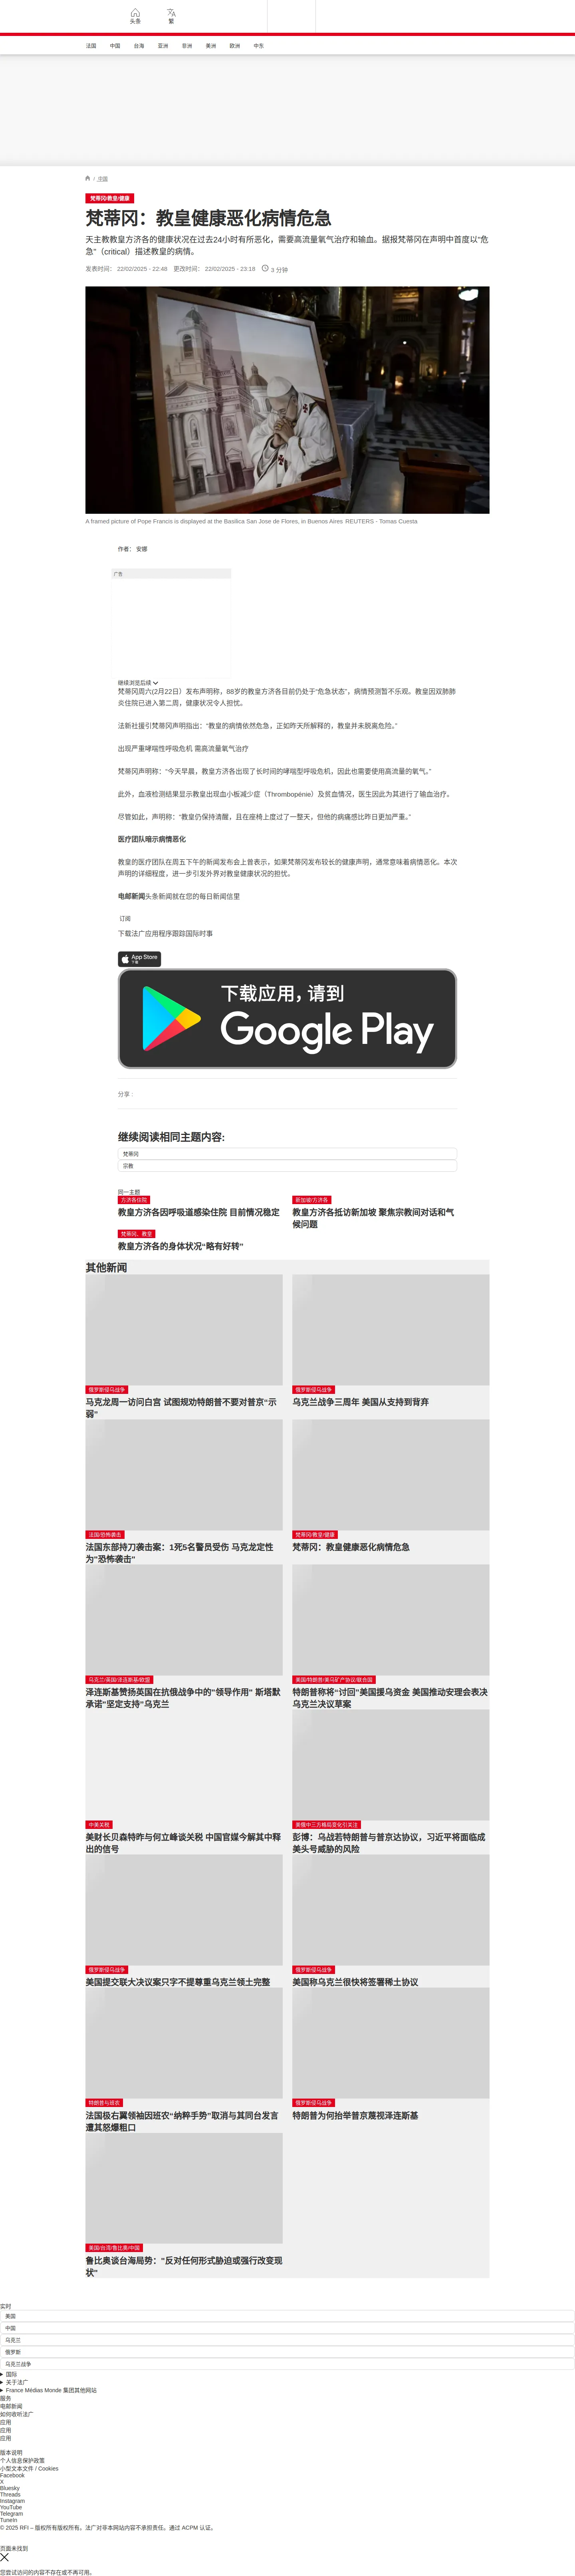 头条
繁
法国 中国 台海 亚洲 非洲 美洲 欧洲 中东
/ 中国
梵蒂冈/教皇/健康
梵蒂冈：教皇健康恶化病情危急
天主教教皇方济各的健康状况在过去24小时有所恶化，需要高流量氧气治疗和输血。据报梵蒂冈在声明中首度以“危
急”（critical）描述教皇的病情。
发表时间： 22/02/2025 - 22:48 更改时间： 22/02/2025 - 23:18 3 分钟
A framed picture of Pope Francis is displayed at the Basilica San Jose de Flores, in Buenos Aires REUTERS - Tomas Cuesta
作者： 安娜
广告
继续浏览后续
梵蒂冈周六(2月22日）发布声明称，88岁的教皇方济各目前仍处于“危急状态”，病情预测暂不乐观。教皇因双肺肺
炎住院已进入第二周，健康状况令人担忧。
法新社援引梵蒂冈声明指出：“教皇的病情依然危急，正如昨天所解释的，教皇并未脱离危险。”
出现严重哮喘性呼吸危机 需高流量氧气治疗
梵蒂冈声明称：“今天早晨，教皇方济各出现了长时间的哮喘型呼吸危机，因此也需要使用高流量的氧气。”
此外，血液检测结果显示教皇出现血小板减少症（Thrombopénie）及贫血情况，医生因此为其进行了输血治疗。
尽管如此，声明称：“教皇仍保持清醒，且在座椅上度过了一整天，但他的病痛感比昨日更加严重。”
医疗团队暗示病情恶化
教皇的医疗团队在周五下午的新闻发布会上曾表示，如果梵蒂冈发布较长的健康声明，通常意味着病情恶化。本次
声明的详细程度，进一步引发外界对教皇健康状况的担忧。
电邮新闻头条新闻就在您的每日新闻信里
订阅
下载法广应用程序跟踪国际时事
App Store
下载
下载应用，请到
Google Play
分享 :
继续阅读相同主题内容:
梵蒂冈
宗教
同一主题
方济各住院
教皇方济各因呼吸道感染住院 目前情况稳定
新加坡/方济各
教皇方济各抵访新加坡 聚焦宗教间对话和气
候问题
梵蒂冈、教皇
教皇方济各的身体状况“略有好转”
其他新闻
俄罗斯侵乌战争
马克龙周一访问白宫 试图规劝特朗普不要对普京“示
弱”
俄罗斯侵乌战争
乌克兰战争三周年 美国从支持到背弃
法国/恐怖袭击
法国东部持刀袭击案：1死5名警员受伤 马克龙定性
为"恐怖袭击"
梵蒂冈/教皇/健康
梵蒂冈：教皇健康恶化病情危急
乌克兰/英国/泽连斯基/欧盟
泽连斯基赞扬英国在抗俄战争中的"领导作用" 斯塔默
承诺"坚定支持"乌克兰
美国/特朗普/美乌矿产协议/联合国
特朗普称将“讨回”美国援乌资金 美国推动安理会表决
乌克兰决议草案
中美关税
美财长贝森特昨与何立峰谈关税 中国官媒今解其中释
出的信号
美俄中三方格局变化引关注
彭博：乌战若特朗普与普京达协议，习近平将面临成
美头号威胁的风险
俄罗斯侵乌战争
美国提交联大决议案只字不提尊重乌克兰领土完整
俄罗斯侵乌战争
美国称乌克兰很快将签署稀土协议
特朗普与班农
法国极右翼领袖因班农“纳粹手势”取消与其同台发言
遭其怒爆粗口
俄罗斯侵乌战争
特朗普为何抬举普京蔑视泽连斯基
美国/台湾/鲁比奥/中国
鲁比奥谈台海局势："反对任何形式胁迫或强行改变现
状"
实时
美国
中国
乌克兰
俄罗斯
乌克兰战争
国际
关于法广
France Médias Monde 集团其他网站
服务
电邮新闻
如何收听法广
应用
应用
应用
版本说明
个人信息保护政策
小型文本文件 / Cookies
Facebook
X
Bluesky
Threads
Instagram
YouTube
Telegram
TuneIn
© 2025 RFI – 版权所有版权所有。法广对非本网站内容不承担责任。通过 ACPM 认证。
页面未找到
您尝试访问的内容不存在或不再可用。